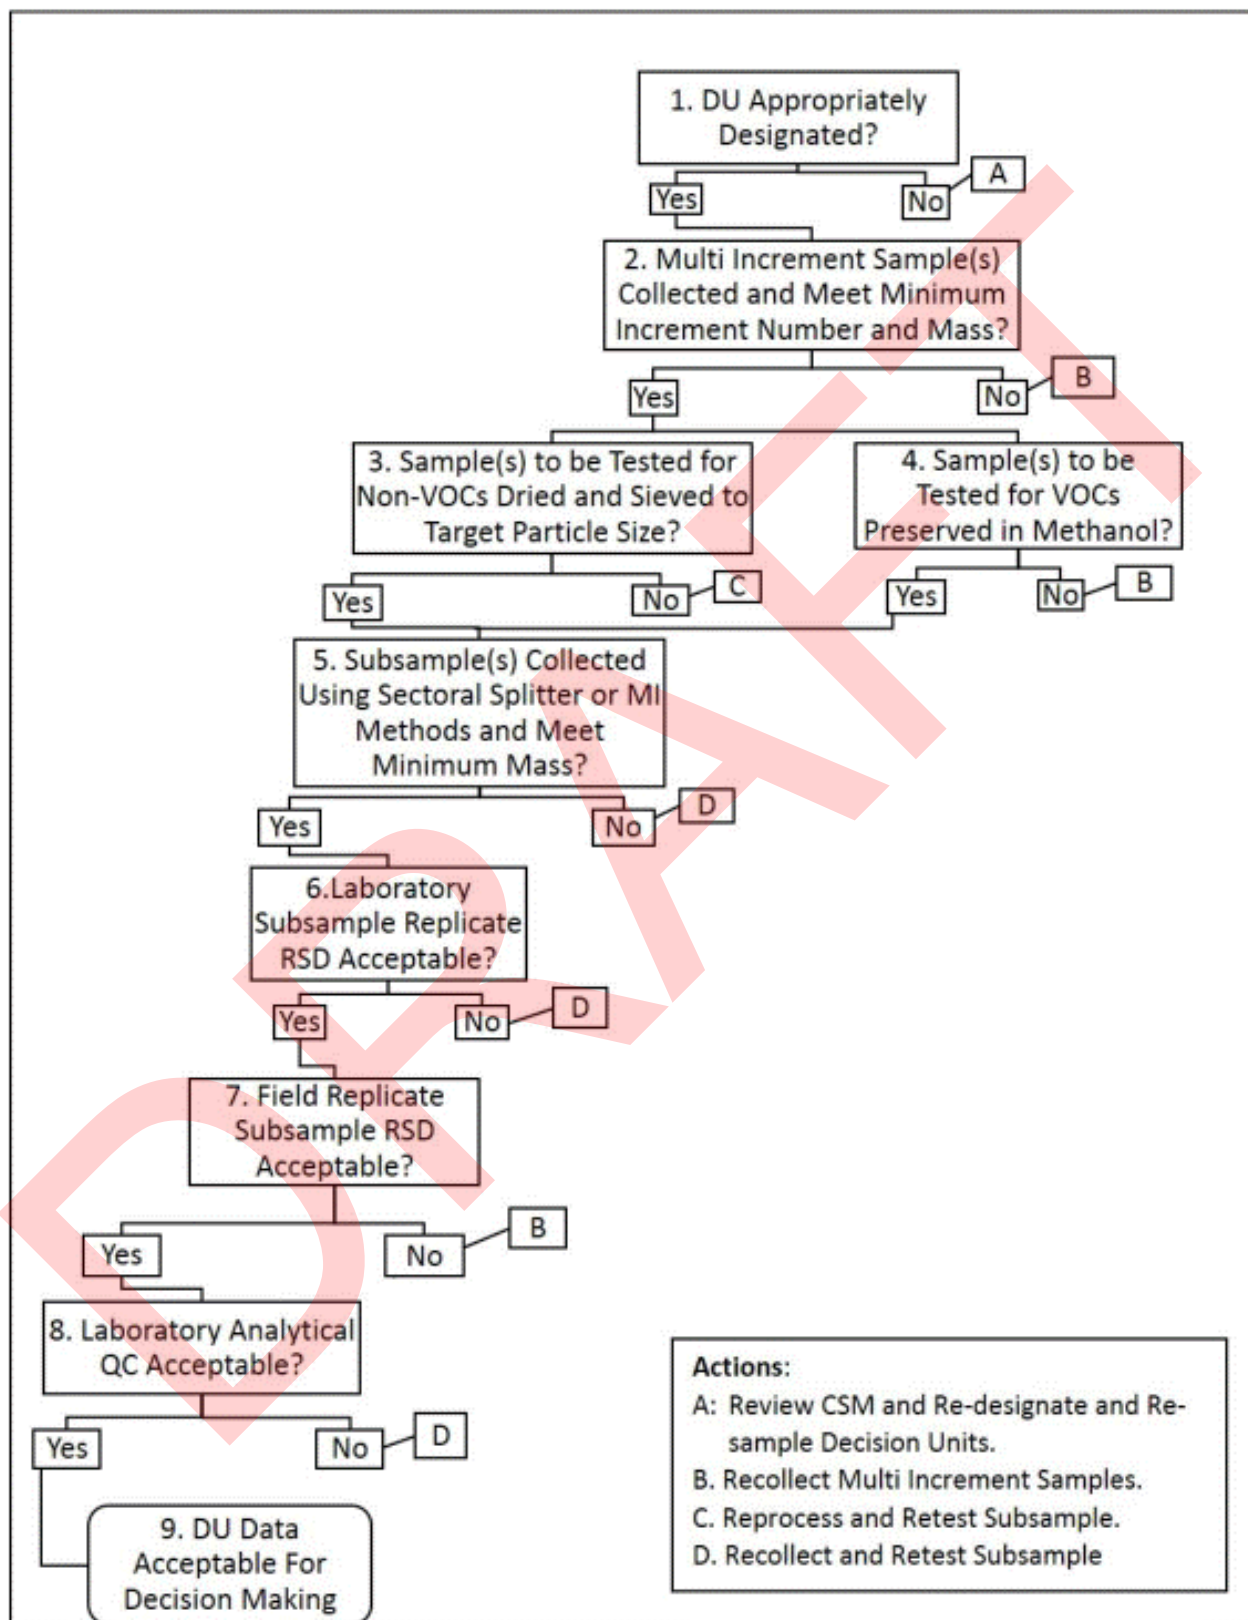 1. DU Appropriately
Designated?
A
Yes
No
2. Multi Increment Sample(s)
Collected and Meet Minimum
Increment Number and Mass?
B
Yes
No
3. Sample(s) to be Tested for
Non-VOCs Dried and Sieved to
Target Particle Size?
4. Sample(s) to be
Tested for VOCs
Preserved in Methanol?
Yes
No
C
Yes
No
B
5. Subsample(s) Collected
Using Sectoral Splitter or MI
Methods and Meet
Minimum Mass?
Yes
No
D
6.Laboratory
Subsample Replicate
RSD Acceptable?
Yes
No
D
7. Field Replicate
Subsample RSD
Acceptable?
Yes
No
B
8. Laboratory Analytical
QC Acceptable?
Yes
No
D
9. DU Data
Acceptable For
Decision Making
Actions:
A: Review CSM and Re-designate and Re-
sample Decision Units.
B. Recollect Multi Increment Samples.
C. Reprocess and Retest Subsample.
D. Recollect and Retest Subsample
DRAFT